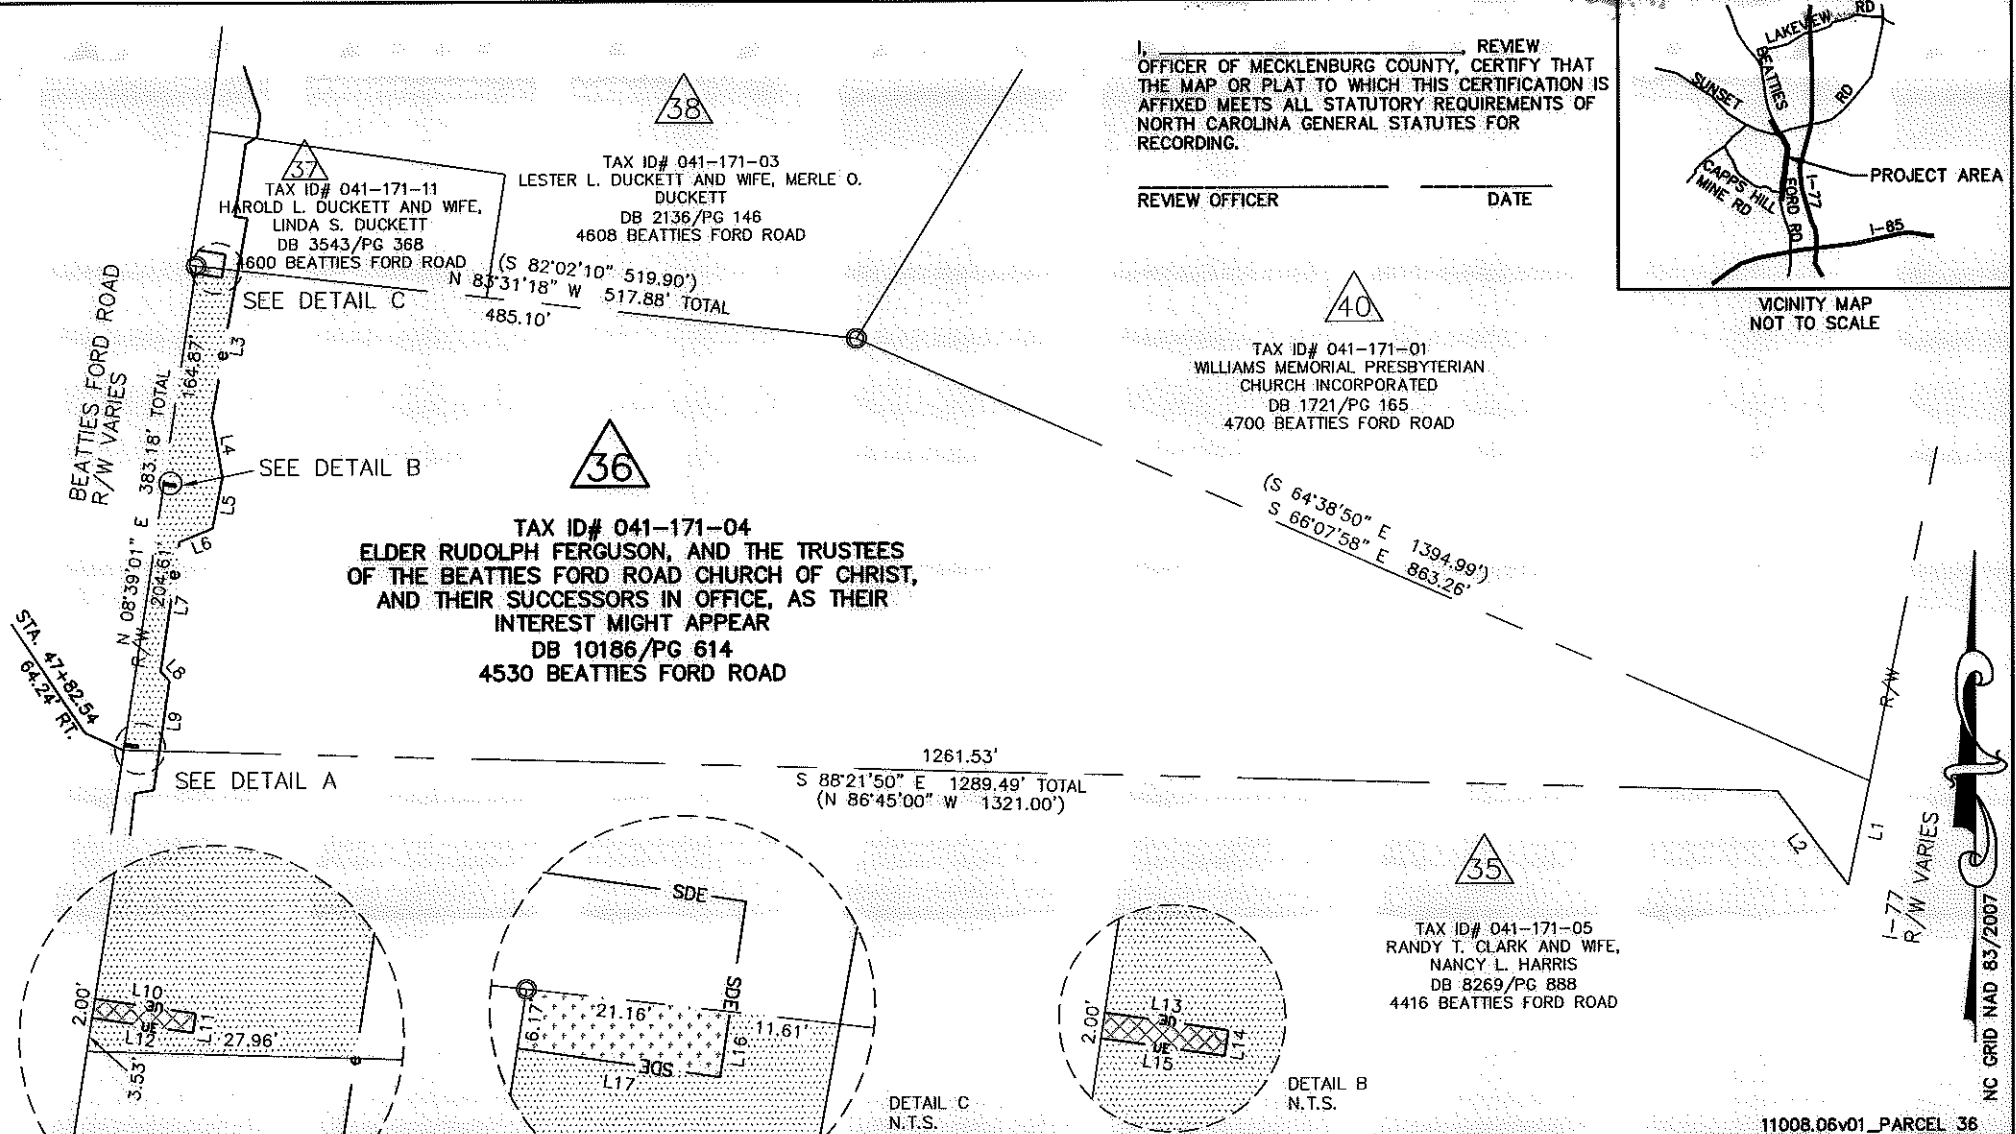 I, ____________________, REVIEW
OFFICER OF MECKLENBURG COUNTY, CERTIFY THAT
THE MAP OR PLAT TO WHICH THIS CERTIFICATION IS
AFFIXED MEETS ALL STATUTORY REQUIREMENTS OF
NORTH CAROLINA GENERAL STATUTES FOR
RECORDING.
REVIEW OFFICER
DATE
LAKEVIEW RD
BEATTIES
SUNSET
RD
CAPPS HILL
MINE RD
FORD RD
I-77
I-85
PROJECT AREA
VICINITY MAP
NOT TO SCALE
37
TAX ID# 041-171-11
HAROLD L. DUCKETT AND WIFE,
LINDA S. DUCKETT
DB 3543/PG 368
4600 BEATTIES FORD ROAD
38
TAX ID# 041-171-03
LESTER L. DUCKETT AND WIFE, MERLE O.
DUCKETT
DB 2136/PG 146
4608 BEATTIES FORD ROAD
(S 82°02'10" 519.90')
N 83°31'18" W 517.88' TOTAL
485.10'
SEE DETAIL C
40
TAX ID# 041-171-01
WILLIAMS MEMORIAL PRESBYTERIAN
CHURCH INCORPORATED
DB 1721/PG 165
4700 BEATTIES FORD ROAD
BEATTIES FORD ROAD
R/W VARIES
N 08°39'01" E 383.18' TOTAL
164.87'
204.61'
R/W
e
L3
L4
L5
L6
e
L7
L8
L9
SEE DETAIL B
36
TAX ID# 041-171-04
ELDER RUDOLPH FERGUSON, AND THE TRUSTEES
OF THE BEATTIES FORD ROAD CHURCH OF CHRIST,
AND THEIR SUCCESSORS IN OFFICE, AS THEIR
INTEREST MIGHT APPEAR
DB 10186/PG 614
4530 BEATTIES FORD ROAD
(S 64°38'50" E 1394.99')
S 66°07'58" E 863.26'
STA. 47+82.54
64.24' RT.
SEE DETAIL A
1261.53'
S 88°21'50" E 1289.49' TOTAL
(N 86°45'00" W 1321.00')
R/W
L1
L2
I-77
R/W VARIES
NC GRID NAD 83/2007
35
TAX ID# 041-171-05
RANDY T. CLARK AND WIFE,
NANCY L. HARRIS
DB 8269/PG 888
4416 BEATTIES FORD ROAD
2.00'
L10
UE
UE
L11
L12
27.96'
3.53'
e
SDE
SDE
21.16'
6.17'
11.61'
L16
SDE
L17
DETAIL C
N.T.S.
2.00'
L13
UE
UE
L14
L15
DETAIL B
N.T.S.
11008.06v01_PARCEL 36